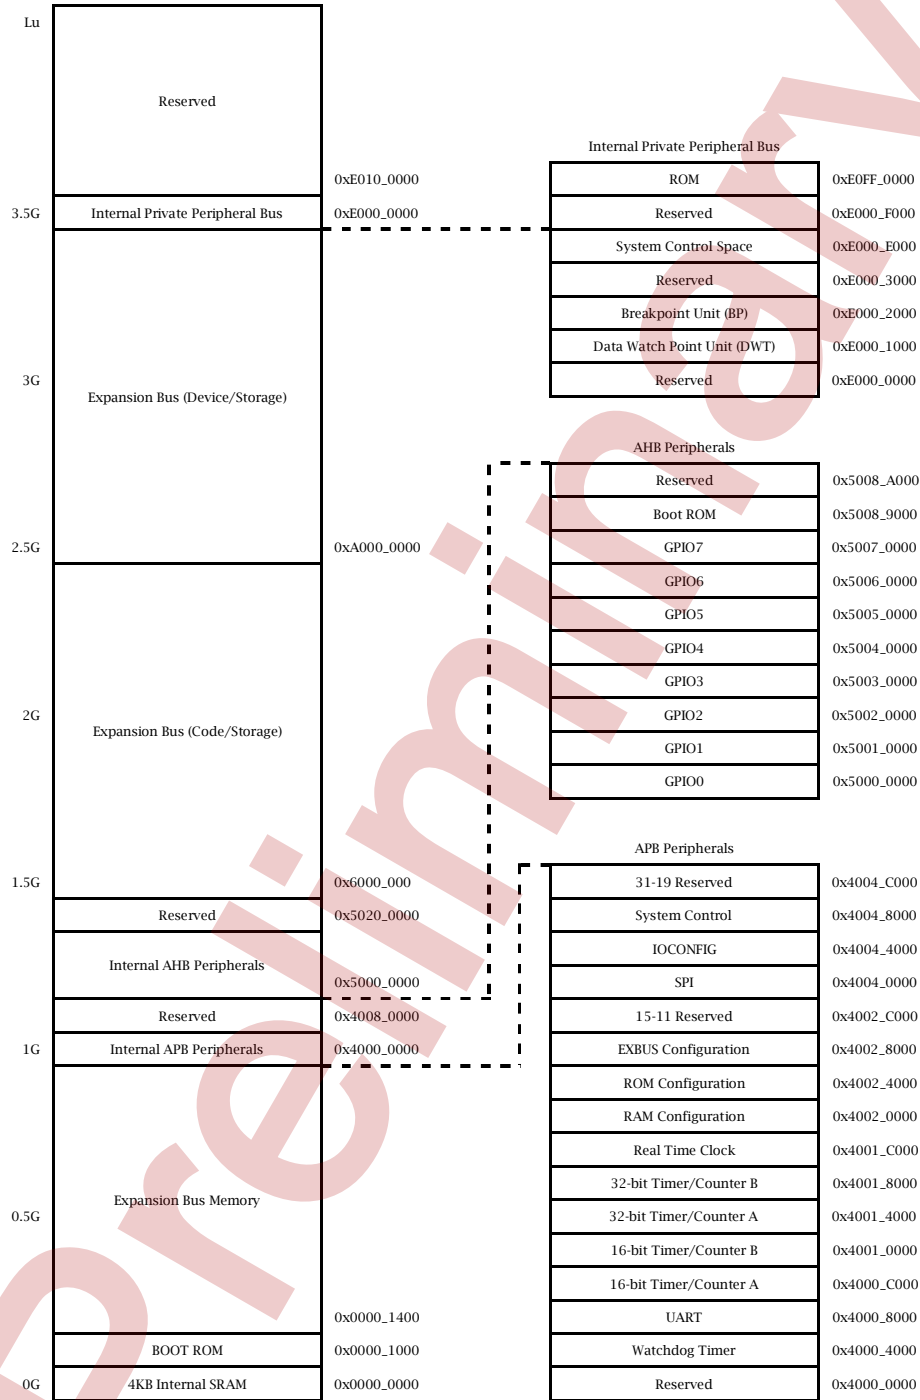 Lu
Reserved
0xE010_0000
3.5G Internal Private Peripheral Bus 0xE000_0000
3G
Expansion Bus (Device/Storage)
2.5G 0xA000_0000
2G
Expansion Bus (Code/Storage)
1.5G 0x6000_000
Reserved 0x5020_0000
Internal AHB Peripherals
0x5000_0000
Reserved 0x4008_0000
1G Internal APB Peripherals 0x4000_0000
Expansion Bus Memory
0.5G
0x0000_1400
BOOT ROM 0x0000_1000
0G 4KB Internal SRAM 0x0000_0000
Internal Private Peripheral Bus
ROM 0xE0FF_0000
Reserved 0xE000_F000
System Control Space 0xE000_E000
Reserved 0xE000_3000
Breakpoint Unit (BP) 0xE000_2000
Data Watch Point Unit (DWT) 0xE000_1000
Reserved 0xE000_0000
AHB Peripherals
Reserved 0x5008_A000
Boot ROM 0x5008_9000
GPIO7 0x5007_0000
GPIO6 0x5006_0000
GPIO5 0x5005_0000
GPIO4 0x5004_0000
GPIO3 0x5003_0000
GPIO2 0x5002_0000
GPIO1 0x5001_0000
GPIO0 0x5000_0000
APB Peripherals
31-19 Reserved 0x4004_C000
System Control 0x4004_8000
IOCONFIG 0x4004_4000
SPI 0x4004_0000
15-11 Reserved 0x4002_C000
EXBUS Configuration 0x4002_8000
ROM Configuration 0x4002_4000
RAM Configuration 0x4002_0000
Real Time Clock 0x4001_C000
32-bit Timer/Counter B 0x4001_8000
32-bit Timer/Counter A 0x4001_4000
16-bit Timer/Counter B 0x4001_0000
16-bit Timer/Counter A 0x4000_C000
UART 0x4000_8000
Watchdog Timer 0x4000_4000
Reserved 0x4000_0000
Preliminary